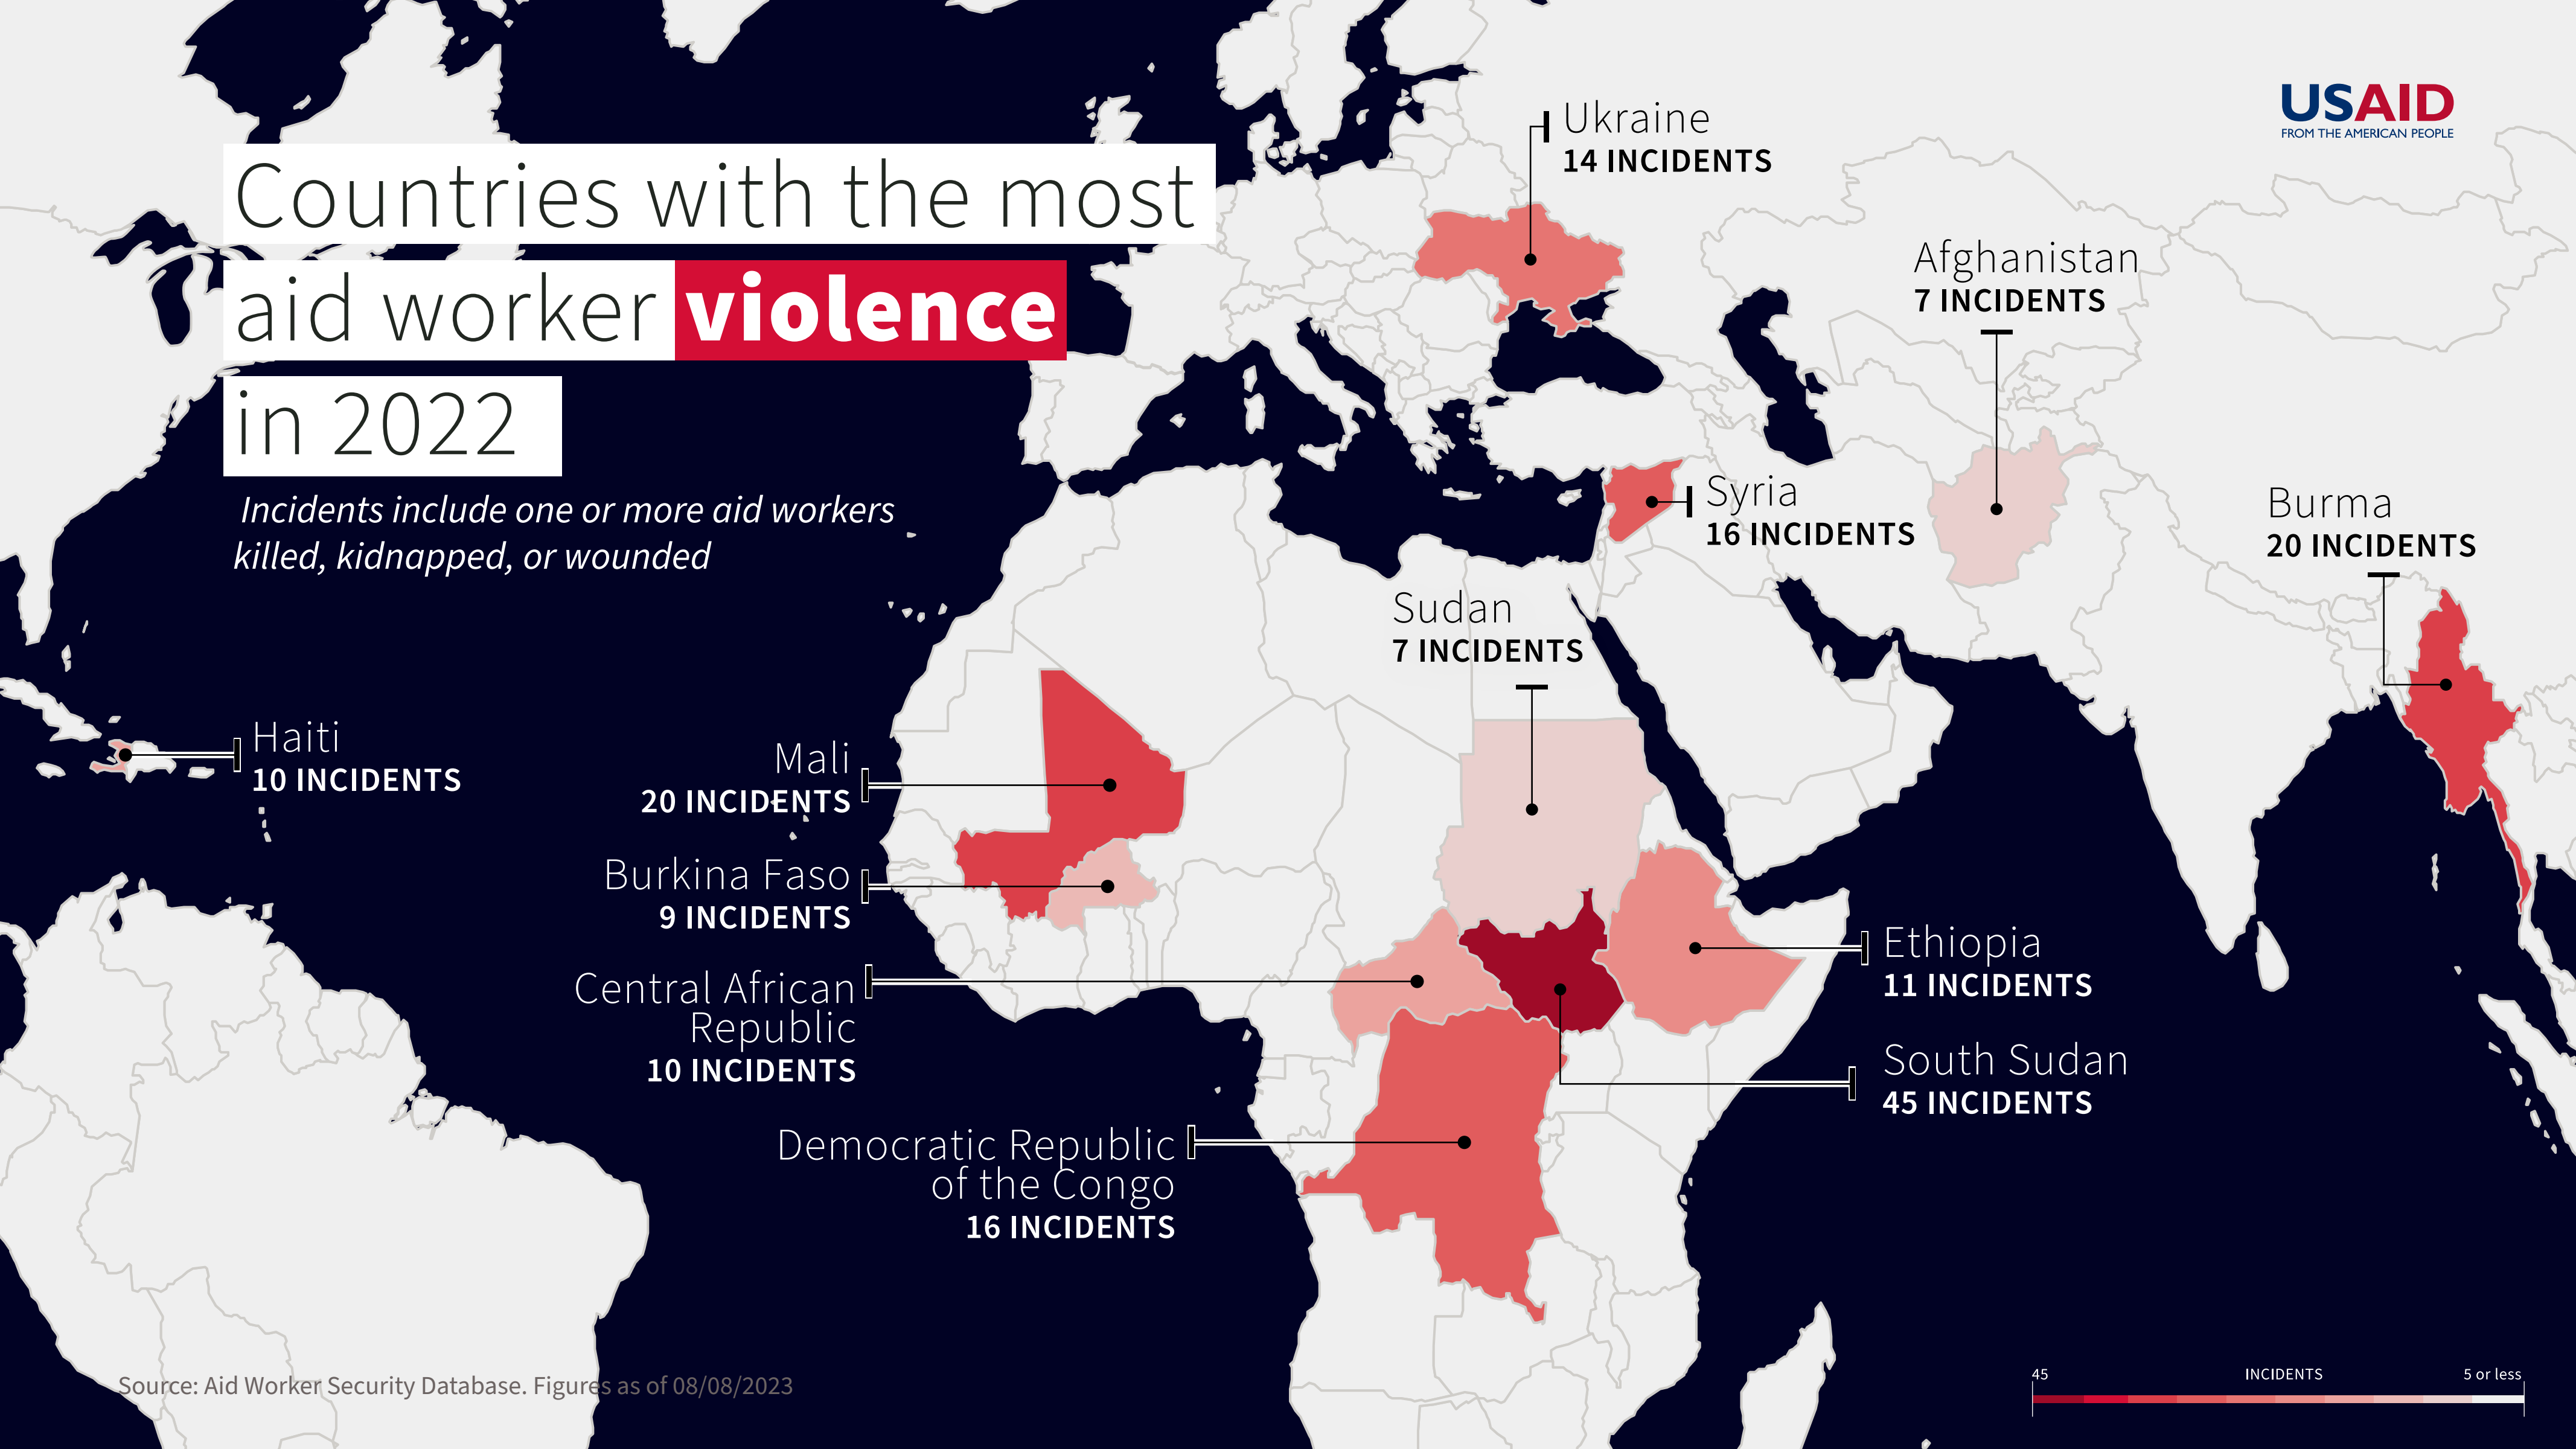 Countries with the most
aid worker violence
in 2022
Incidents include one or more aid workers
killed, kidnapped, or wounded
USAID
FROM THE AMERICAN PEOPLE
Ukraine
14 INCIDENTS
Afghanistan
7 INCIDENTS
Syria
16 INCIDENTS
Burma
20 INCIDENTS
Sudan
7 INCIDENTS
Haiti
10 INCIDENTS
Mali
20 INCIDENTS
Burkina Faso
9 INCIDENTS
Central African
Republic
10 INCIDENTS
Ethiopia
11 INCIDENTS
South Sudan
45 INCIDENTS
Democratic Republic
of the Congo
16 INCIDENTS
Source: Aid Worker Security Database. Figures as of 08/08/2023
45 INCIDENTS 5 or less